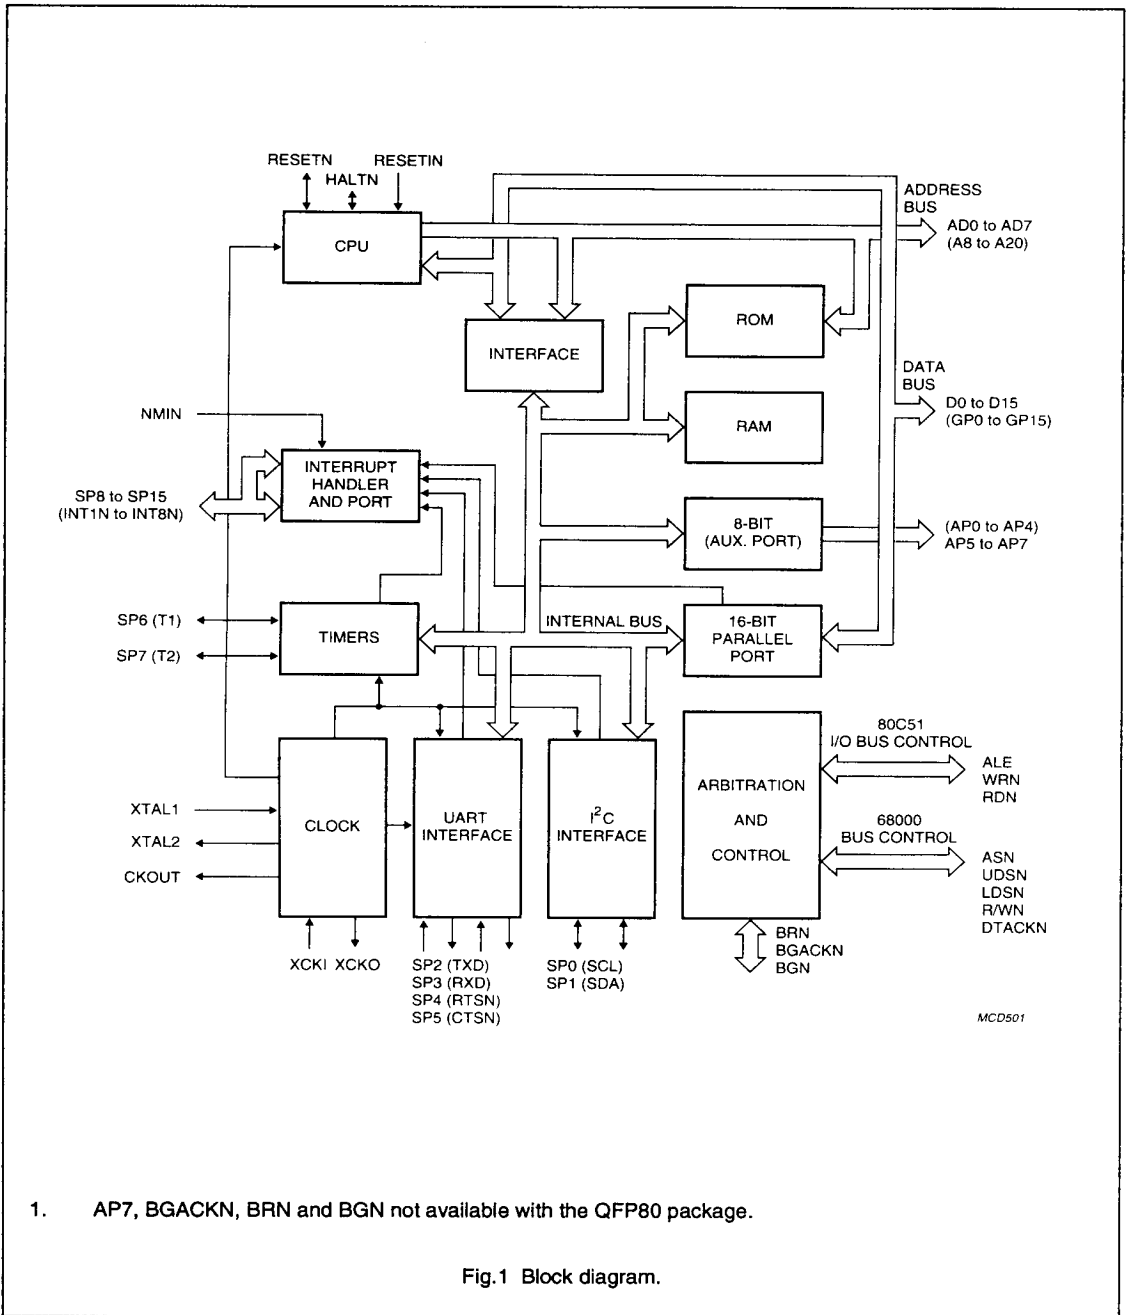 RESETN RESETIN
HALTN
CPU
ADDRESS
BUS
AD0 to AD7
(A8 to A20)
INTERFACE
ROM
DATA
BUS
D0 to D15
(GP0 to GP15)
NMIN
RAM
INTERRUPT
HANDLER
AND PORT
SP8 to SP15
(INT1N to INT8N)
8-BIT
(AUX. PORT)
(AP0 to AP4)
AP5 to AP7
SP6 (T1)
SP7 (T2)
TIMERS
INTERNAL BUS
16-BIT
PARALLEL
PORT
80C51
I/O BUS CONTROL
ALE
WRN
RDN
XTAL1
XTAL2
CKOUT
CLOCK
UART
INTERFACE
I²C
INTERFACE
ARBITRATION
AND
CONTROL
68000
BUS CONTROL
ASN
UDSN
LDSN
R/WN
DTACKN
XCKI XCKO
SP2 (TXD)
SP3 (RXD)
SP4 (RTSN)
SP5 (CTSN)
SP0 (SCL)
SP1 (SDA)
BRN
BGACKN
BGN
MCD501
1. AP7, BGACKN, BRN and BGN not available with the QFP80 package.
Fig.1 Block diagram.